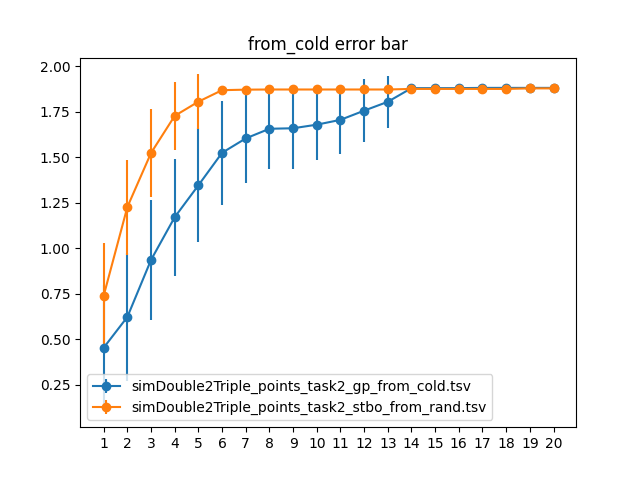 from_cold error bar
2.00
1.75
1.50
1.25
1.00
0.75
0.50
0.25
simDouble2Triple_points_task2_gp_from_cold.tsv
simDouble2Triple_points_task2_stbo_from_rand.tsv
1 2 3 4 5 6 7 8 9 10 11 12 13 14 15 16 17 18 19 20